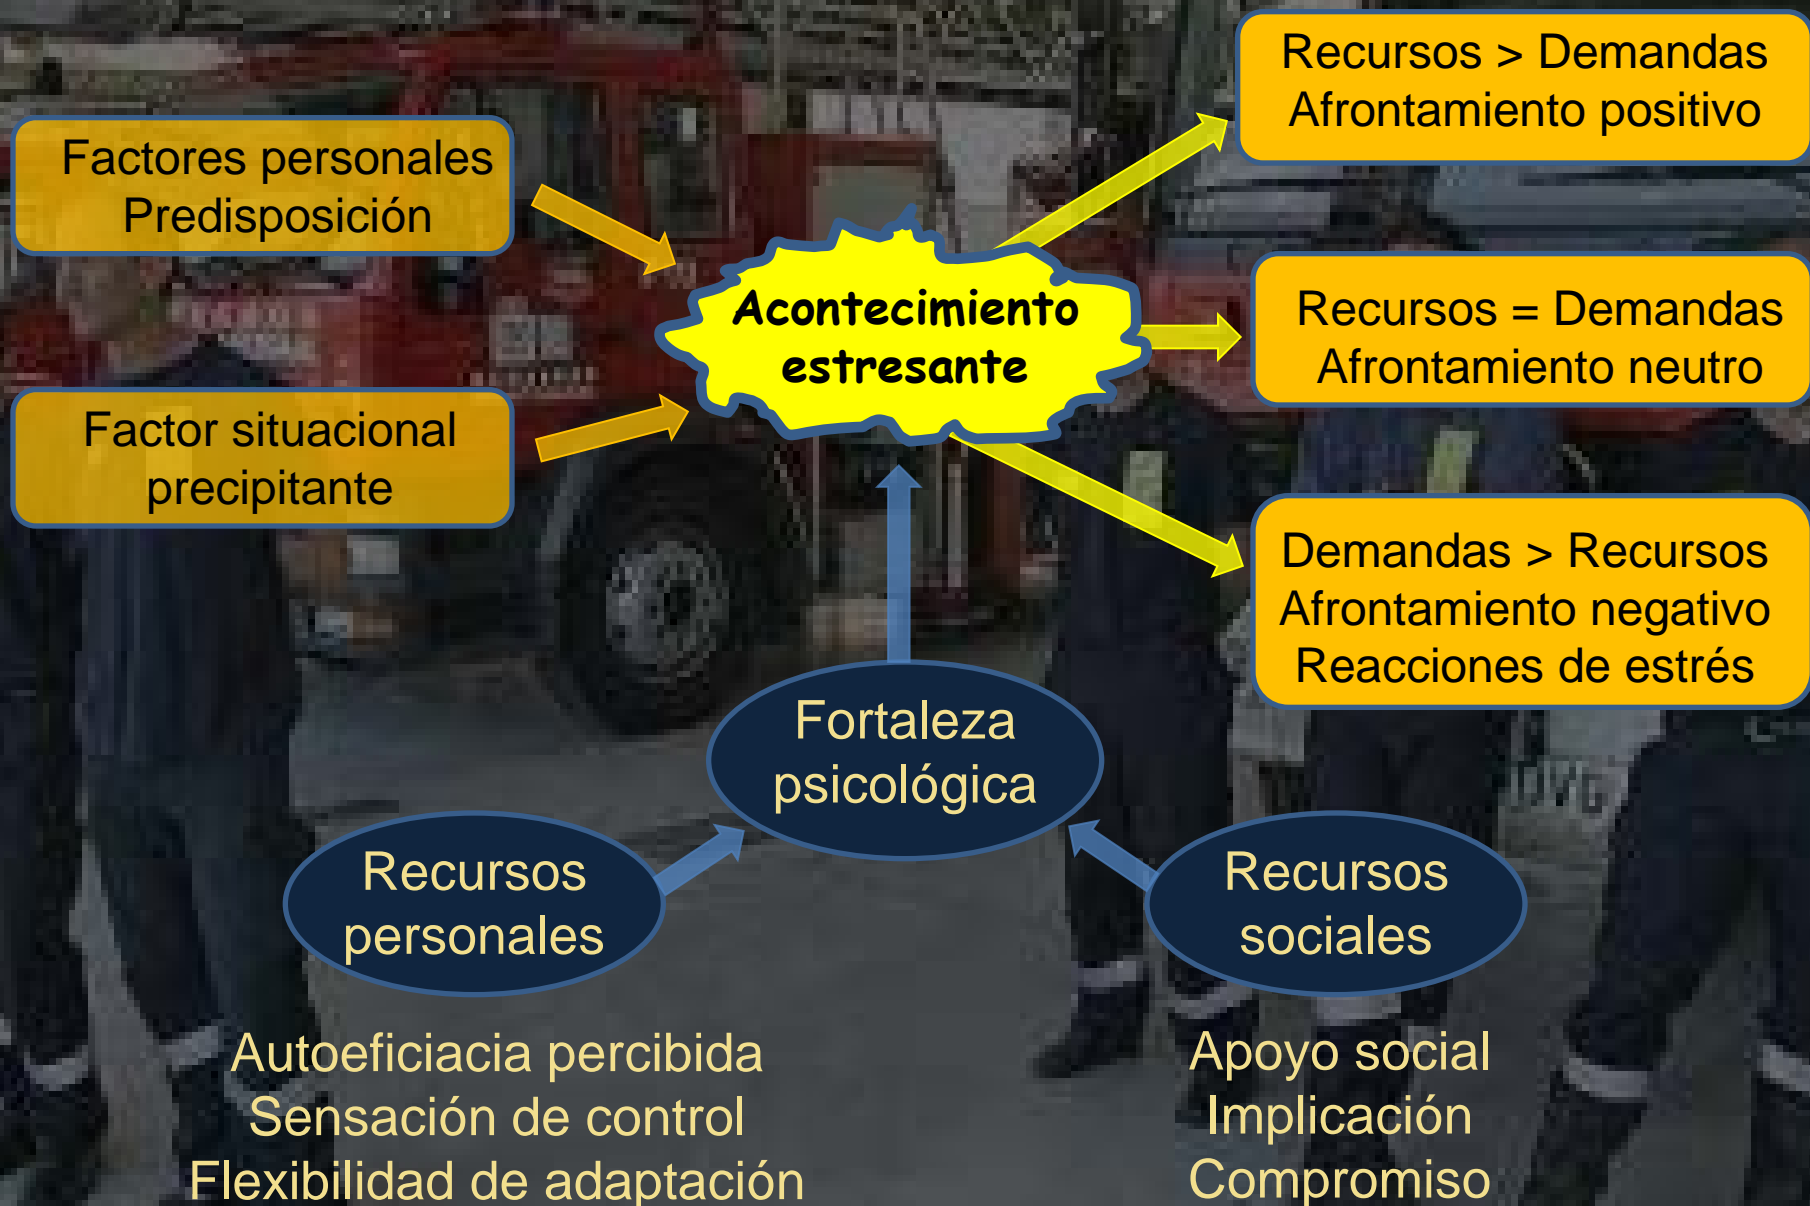 Factores personales
Predisposición
Factor situacional
precipitante
Acontecimiento
estresante
Recursos > Demandas
Afrontamiento positivo
Recursos = Demandas
Afrontamiento neutro
Demandas > Recursos
Afrontamiento negativo
Reacciones de estrés
Fortaleza
psicológica
Recursos
personales
Recursos
sociales
Autoeficiacia percibida
Sensación de control
Flexibilidad de adaptación
Apoyo social
Implicación
Compromiso